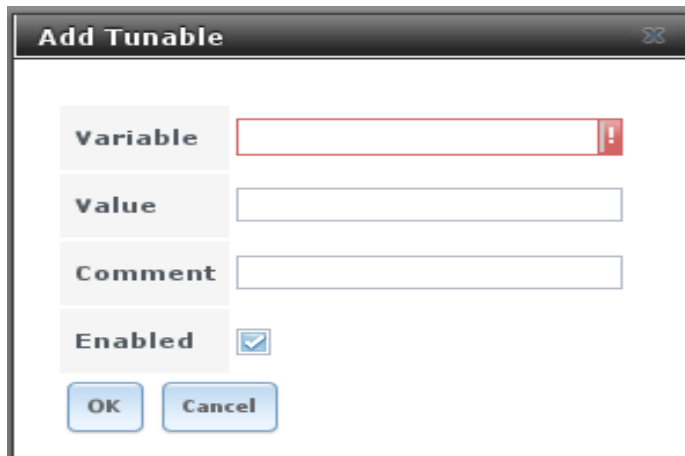 Add Tunable
Variable
!
Value
Comment
Enabled
OK Cancel